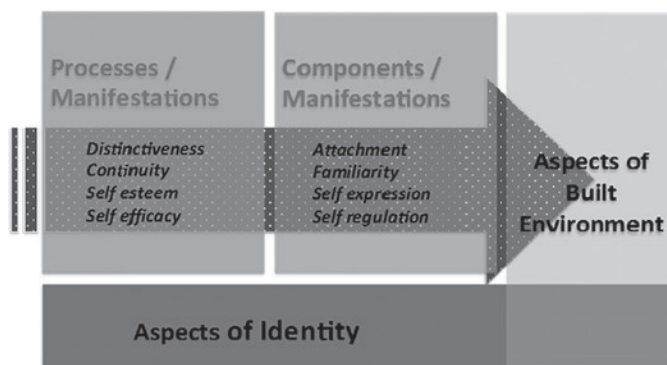 Processes /
Manifestations
Distinctiveness
Continuity
Self esteem
Self efficacy
Components /
Manifestations
Attachment
Familiarity
Self expression
Self regulation
Aspects of
Built
Environment
Aspects of Identity